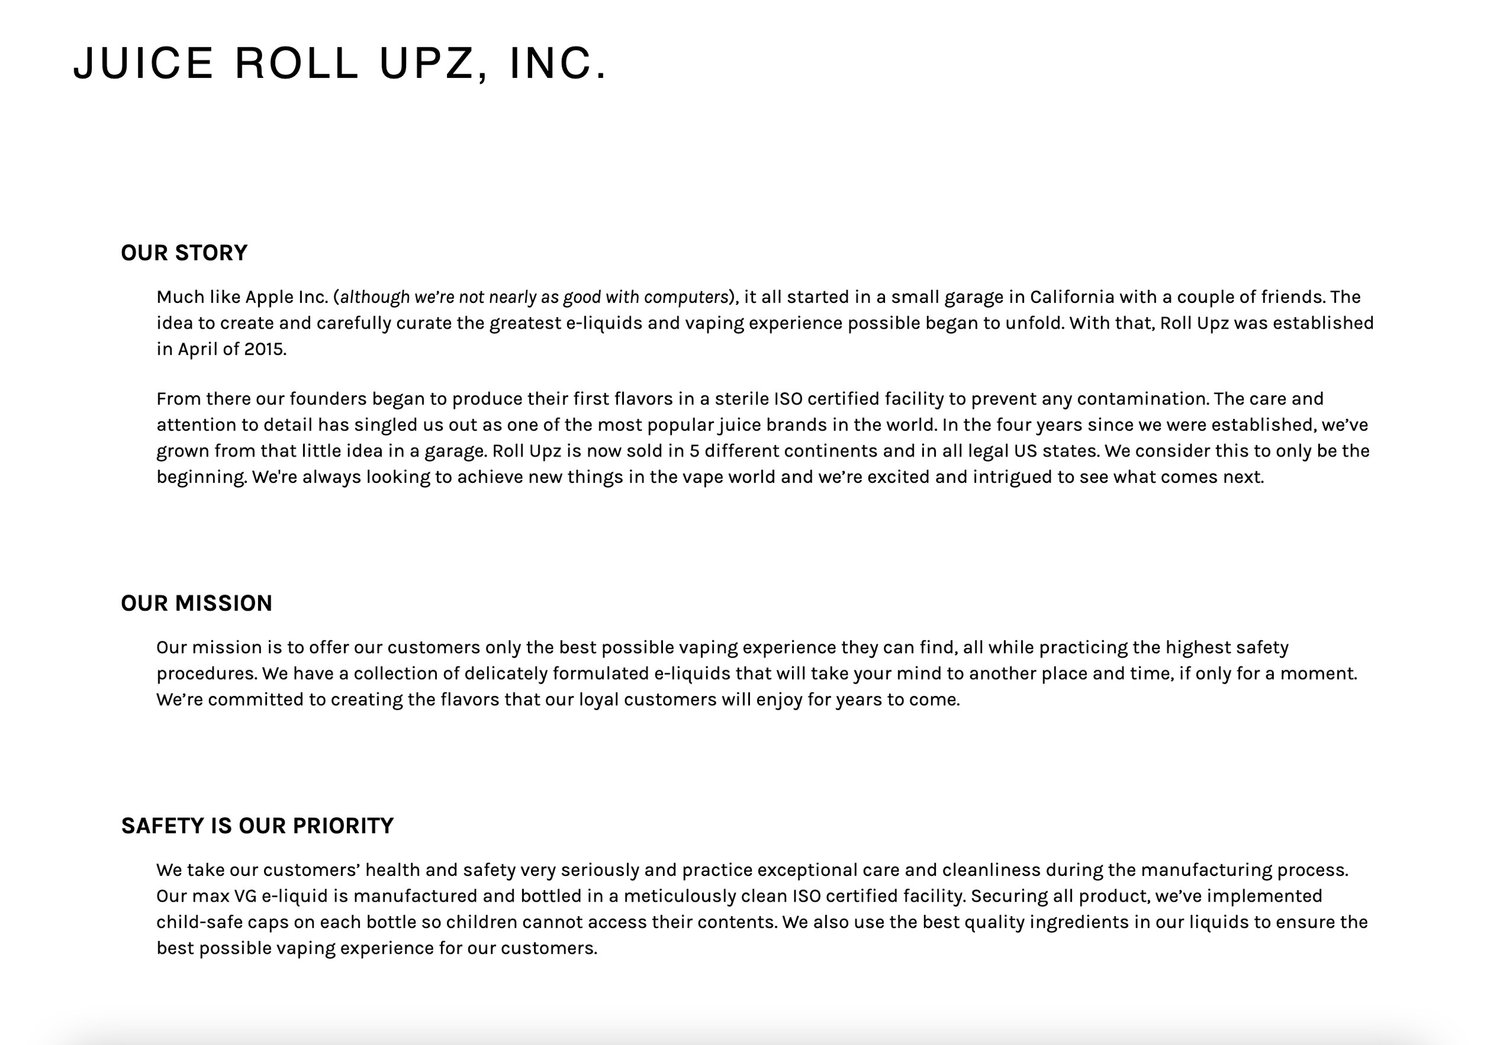 JUICE ROLL UPZ, INC.
OUR STORY
Much like Apple Inc. (although we’re not nearly as good with computers), it all started in a small garage in California with a couple of friends. The
idea to create and carefully curate the greatest e-liquids and vaping experience possible began to unfold. With that, Roll Upz was established
in April of 2015.
From there our founders began to produce their first flavors in a sterile ISO certified facility to prevent any contamination. The care and
attention to detail has singled us out as one of the most popular juice brands in the world. In the four years since we were established, we’ve
grown from that little idea in a garage. Roll Upz is now sold in 5 different continents and in all legal US states. We consider this to only be the
beginning. We're always looking to achieve new things in the vape world and we’re excited and intrigued to see what comes next.
OUR MISSION
Our mission is to offer our customers only the best possible vaping experience they can find, all while practicing the highest safety
procedures. We have a collection of delicately formulated e-liquids that will take your mind to another place and time, if only for a moment.
We’re committed to creating the flavors that our loyal customers will enjoy for years to come.
SAFETY IS OUR PRIORITY
We take our customers’ health and safety very seriously and practice exceptional care and cleanliness during the manufacturing process.
Our max VG e-liquid is manufactured and bottled in a meticulously clean ISO certified facility. Securing all product, we’ve implemented
child-safe caps on each bottle so children cannot access their contents. We also use the best quality ingredients in our liquids to ensure the
best possible vaping experience for our customers.